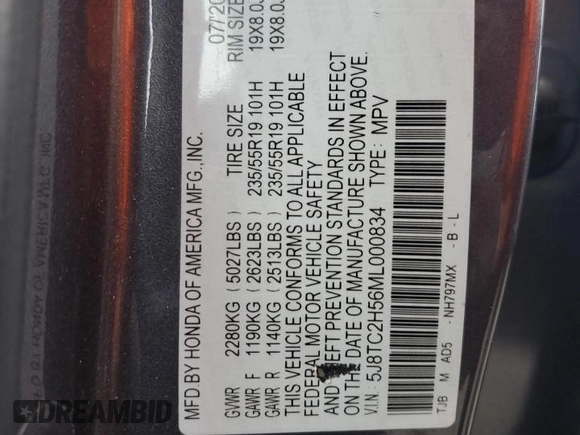 MFD BY HONDA OF AMERICA MFG.,INC. 07/20
GVWR 2280KG ( 5027LBS ) TIRE SIZE RIM SIZE
GAWR F 1190KG ( 2623LBS ) 235/55R19 101H 19X8.0J
GAWR R 1140KG ( 2513LBS ) 235/55R19 101H 19X8.0J
THIS VEHICLE CONFORMS TO ALL APPLICABLE
FEDERAL MOTOR VEHICLE SAFETY
AND THEFT PREVENTION STANDARDS IN EFFECT
ON THE DATE OF MANUFACTURE SHOWN ABOVE.
V.I.N.: 5J8TC2H56ML000834 TYPE: MPV
TJB M AD5 - NH797MX - B - L
DREAMBID